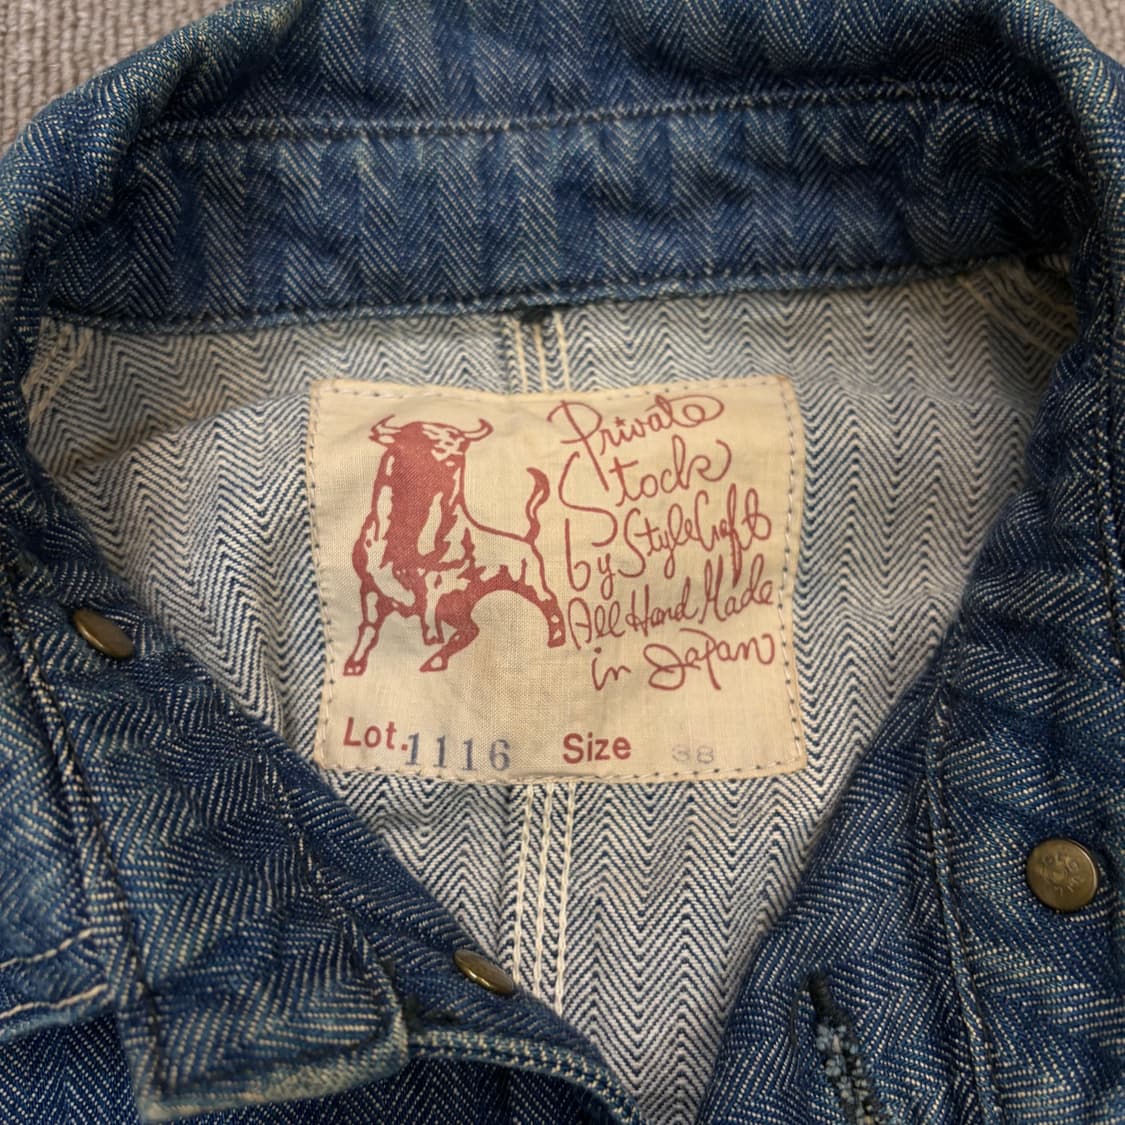 Private
Stock
by StyleCraft
All Hand Made
in Japan
Lot. 1116 Size 38